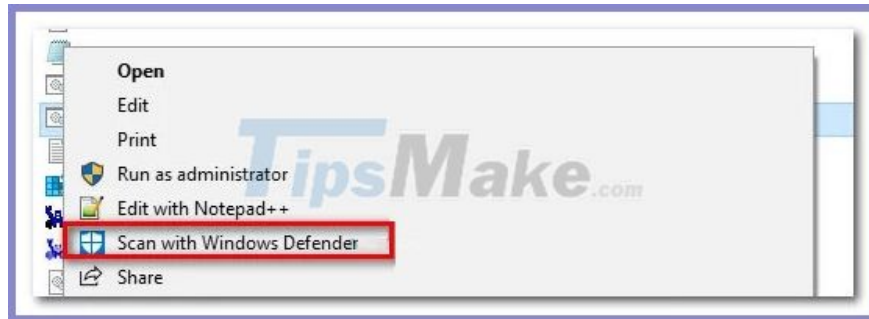 Open
Edit
Print
TipsMake.com
Run as administrator
Edit with Notepad++
Scan with Windows Defender
Share